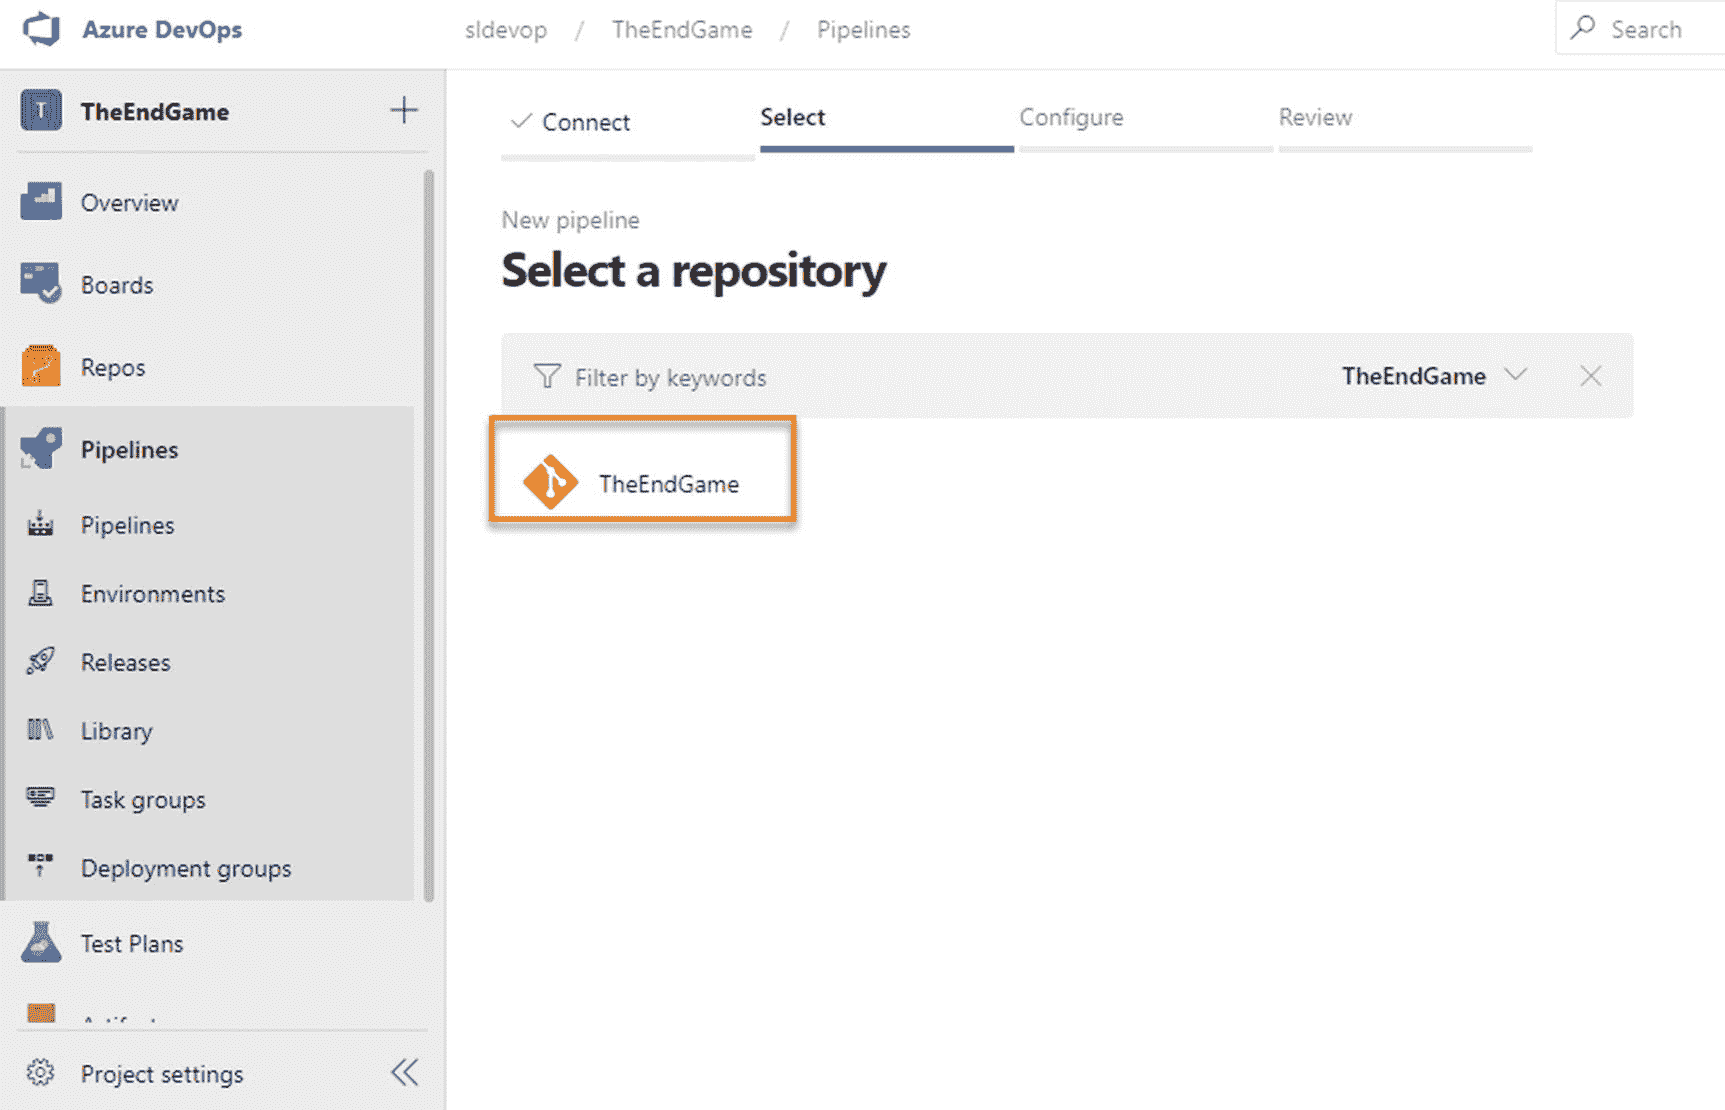 Azure DevOps
sldevop / TheEndGame / Pipelines
Search
T TheEndGame
Overview
Boards
Repos
Pipelines
Pipelines
Environments
Releases
Library
Task groups
Deployment groups
Test Plans
Project settings
Connect
Select
Configure
Review
New pipeline
Select a repository
Filter by keywords
TheEndGame
TheEndGame